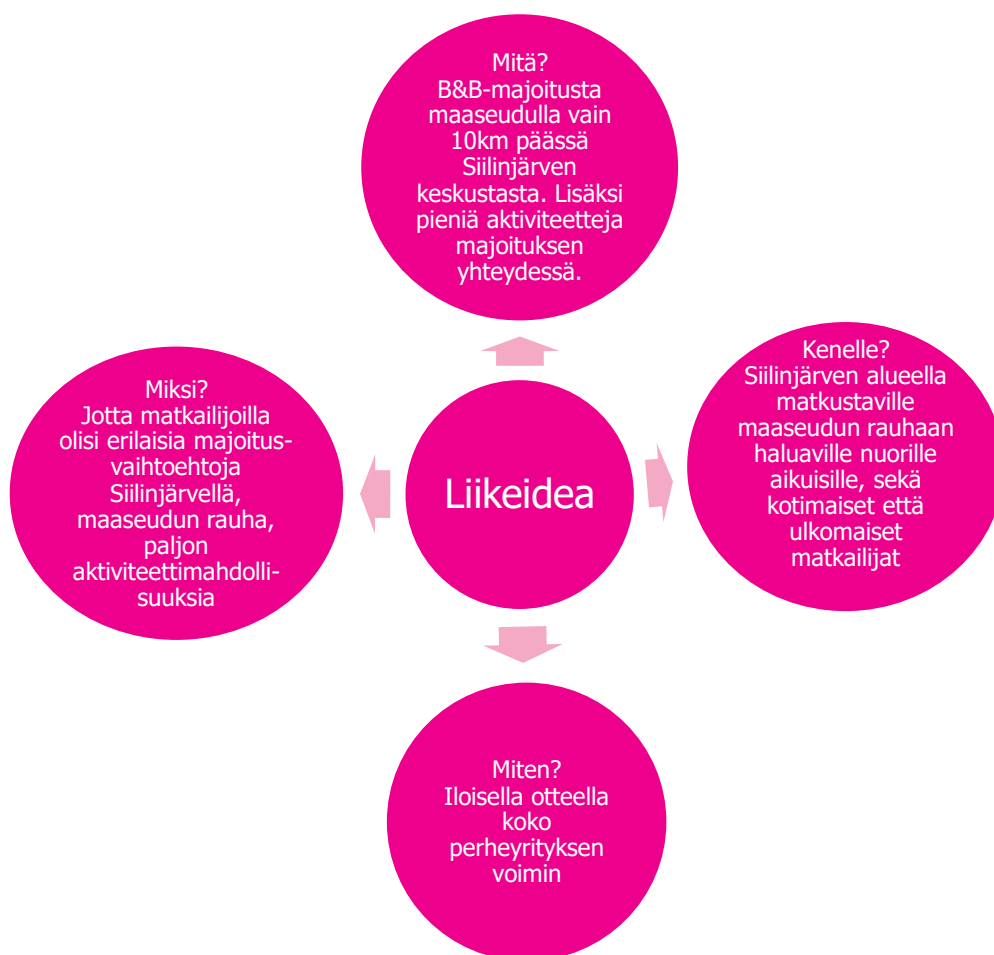 Mitä?
B&B-majoitusta
maaseudulla vain
10km päässä
Siilinjärven
keskustasta. Lisäksi
pieniä aktiviteetteja
majoituksen
yhteydessä.
Kenelle?
Siilinjärven alueella
matkustaville
maaseudun rauhaan
haluaville nuorille
aikuisille, sekä
kotimaiset että
ulkomaiset
matkailijat
Miksi?
Jotta matkailijoilla
olisi erilaisia majoitus-
vaihtoehtoja
Siilinjärvellä,
maaseudun rauha,
paljon
aktiviteettimahdolli-
suuksia
Liikeidea
Miten?
Iloisella otteella
koko
perheyrityksen
voimin